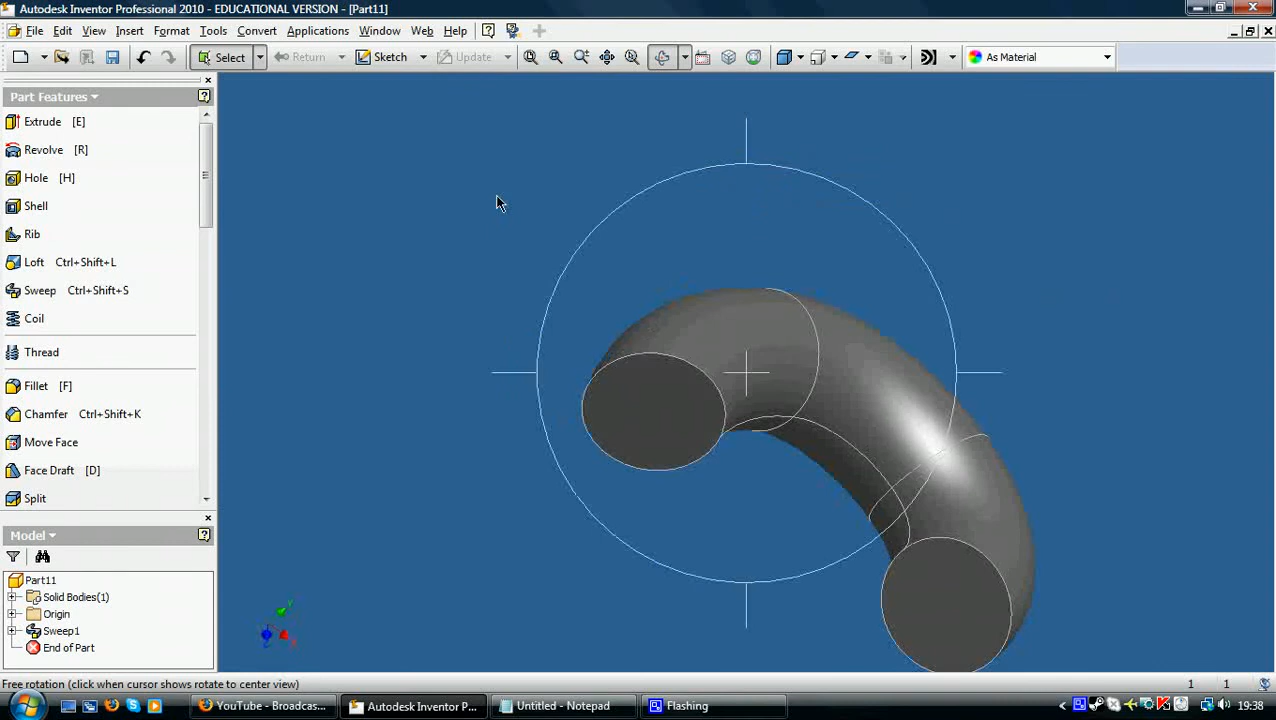 Autodesk Inventor Professional 2010 - EDUCATIONAL VERSION - [Part11]
File Edit View Insert Format Tools Convert Applications Window Web Help
Select Return Sketch Update As Material
Part Features
Extrude [E]
Revolve [R]
Hole [H]
Shell
Rib
Loft Ctrl+Shift+L
Sweep Ctrl+Shift+S
Coil
Thread
Fillet [F]
Chamfer Ctrl+Shift+K
Move Face
Face Draft [D]
Split
Model
Part11
Solid Bodies(1)
Origin
Sweep1
End of Part
Free rotation (click when cursor shows rotate to center view) 1 1
YouTube - Broadcas... Autodesk Inventor P... Untitled - Notepad Flashing 19:38